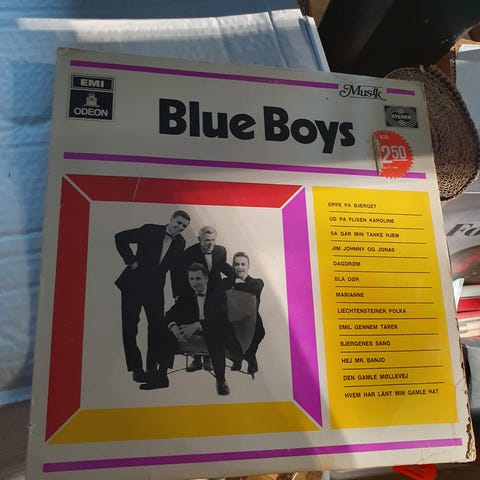 EMI
ODEON
Musik
STEREO
Blue Boys
KR.
2.50
OPPE PA BJERGET
UD PÅ FLISEN KAROLINE
SÅ GÅR MIN TANKE HJEM
JIM JOHNNY OG JONAS
DAGDRØM
BLA DØR
MARIANNE
LIECHTENSTEINER POLKA
SMIL GENNEM TÅRER
BJERGENES SANG
HEJ MR. BANJO
DEN GAMLE MØLLEVEJ
HVEM HAR LÅNT MIN GAMLE HAT